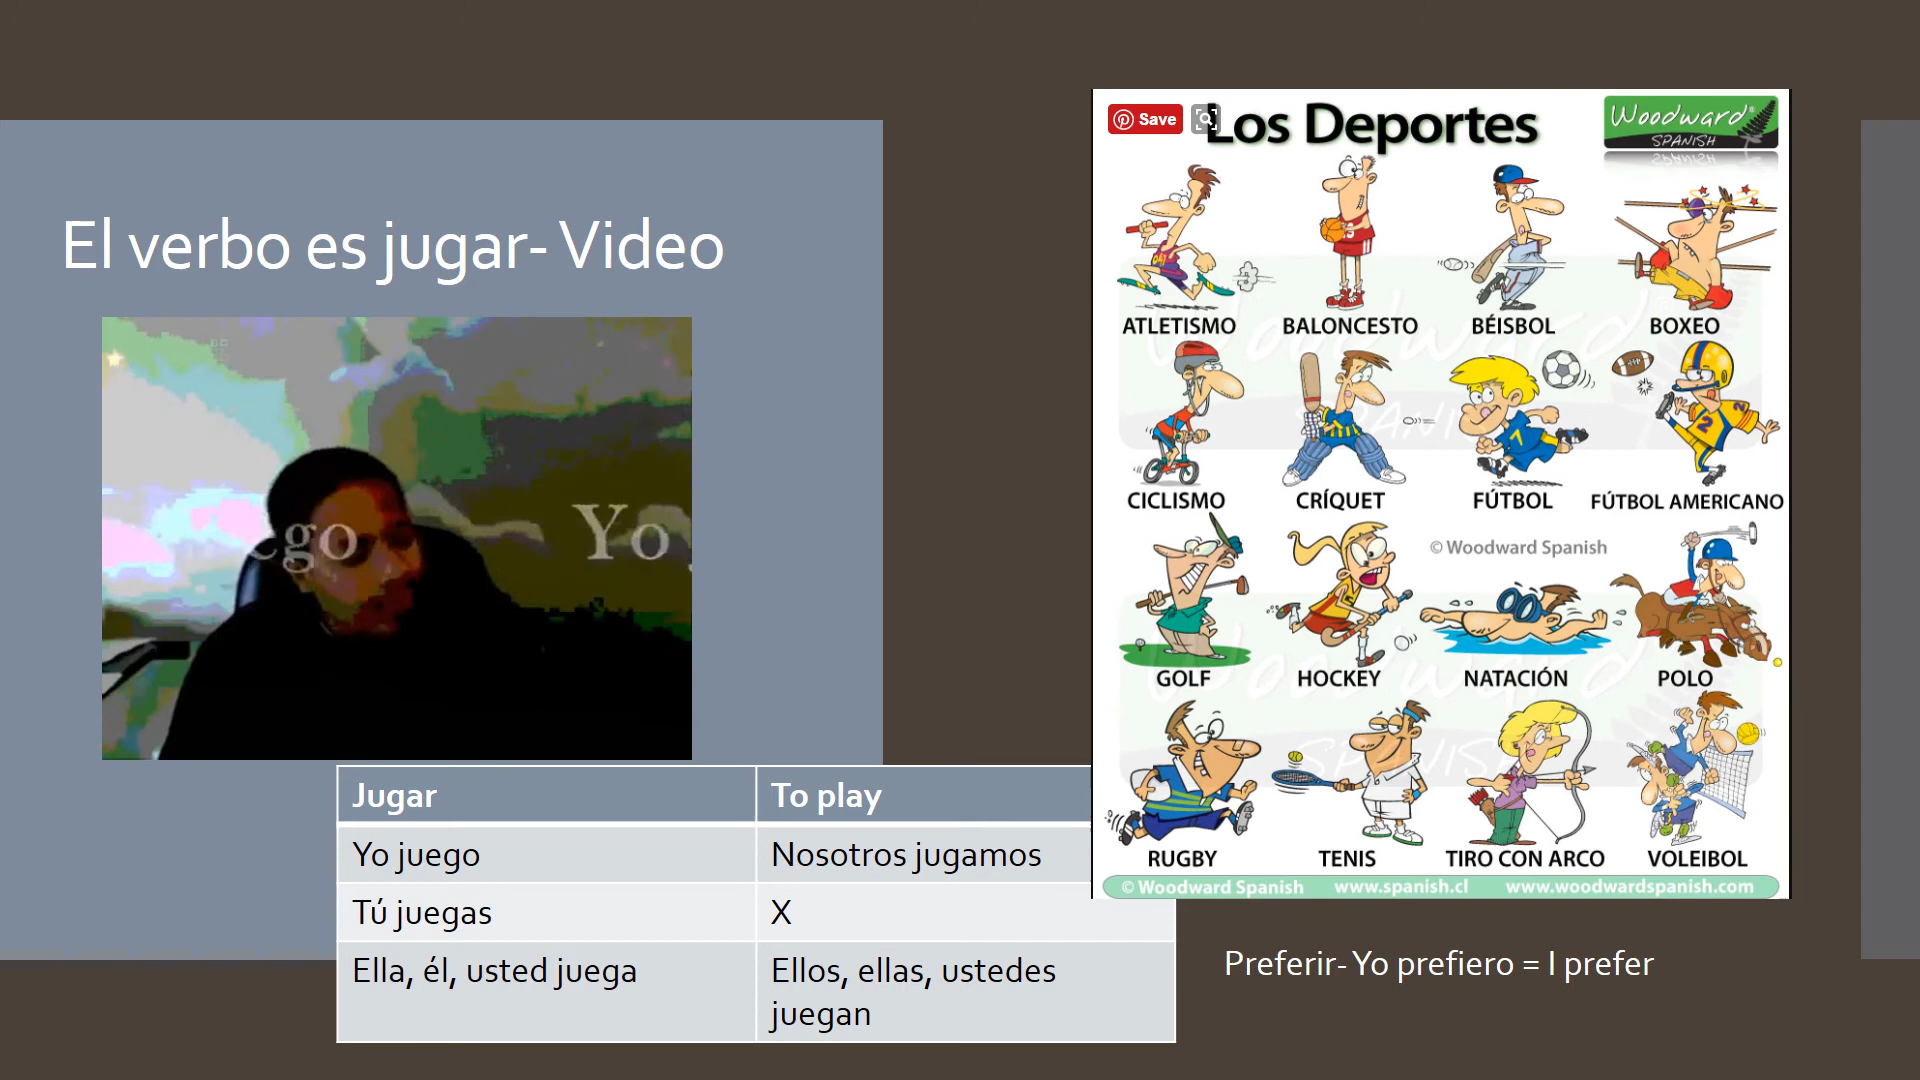 El verbo es jugar- Video
go
Yo
Jugar To play
Yo juego Nosotros jugamos
Tú juegas X
Ella, él, usted juega Ellos, ellas, ustedes
juegan
Save
Los Deportes
Woodward®
SPANISH
ATLETISMO BALONCESTO BÉISBOL BOXEO
CICLISMO CRÍQUET FÚTBOL FÚTBOL AMERICANO
© Woodward Spanish
GOLF HOCKEY NATACIÓN POLO
RUGBY TENIS TIRO CON ARCO VOLEIBOL
© Woodward Spanish www.spanish.cl www.woodwardspanish.com
Preferir- Yo prefiero = I prefer